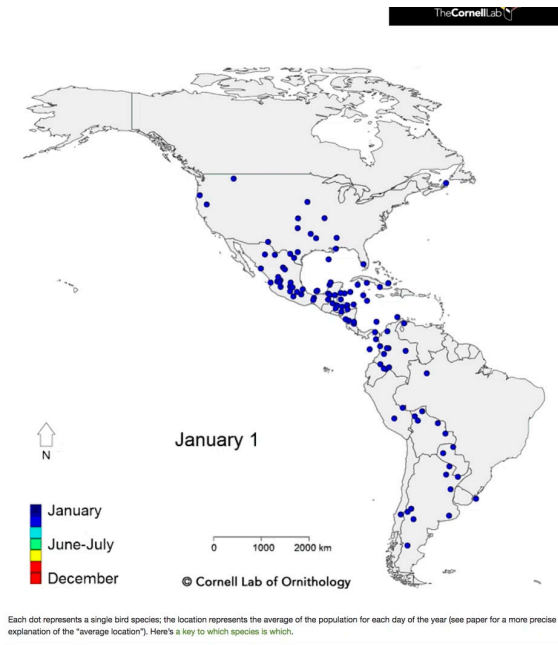 TheCornellLab
January 1
N
January
June-July
December
0 1000 2000 km
© Cornell Lab of Ornithology
Each dot represents a single bird species; the location represents the average of the population for each day of the year (see paper for a more precise
explanation of the "average location"). Here's a key to which species is which.